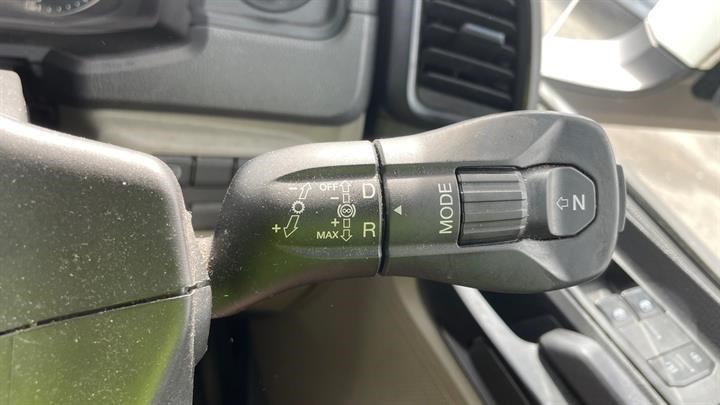 - OFF D
-
+ +
MAX R
MODE
N